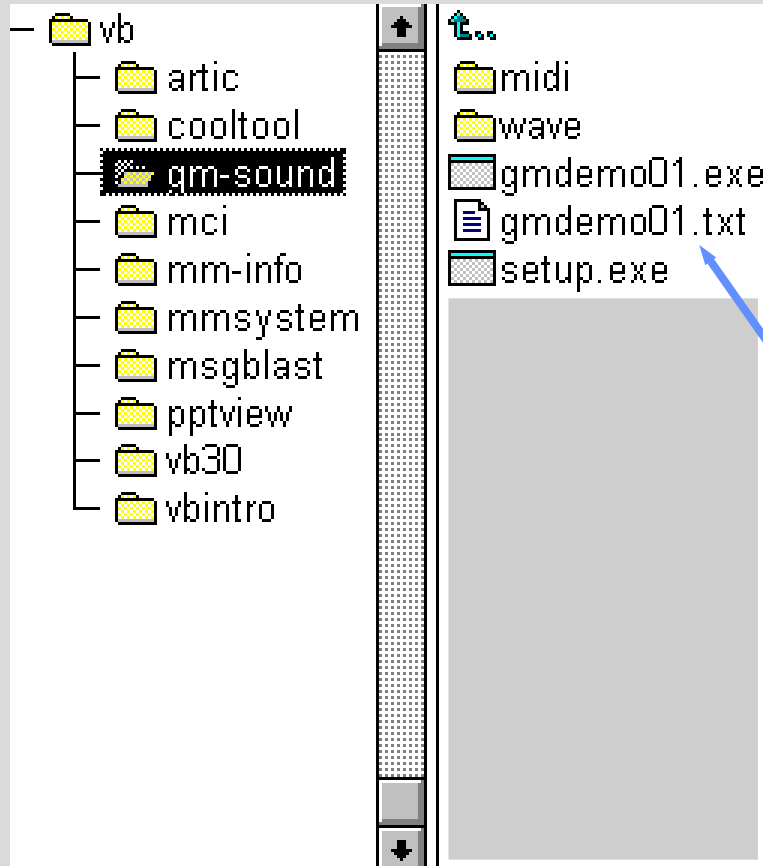 vb
artic
cooltool
gm-sound
mci
mm-info
mmsystem
msgblast
pptview
vb30
vbintro
..
midi
wave
gmdemo01.exe
gmdemo01.txt
setup.exe